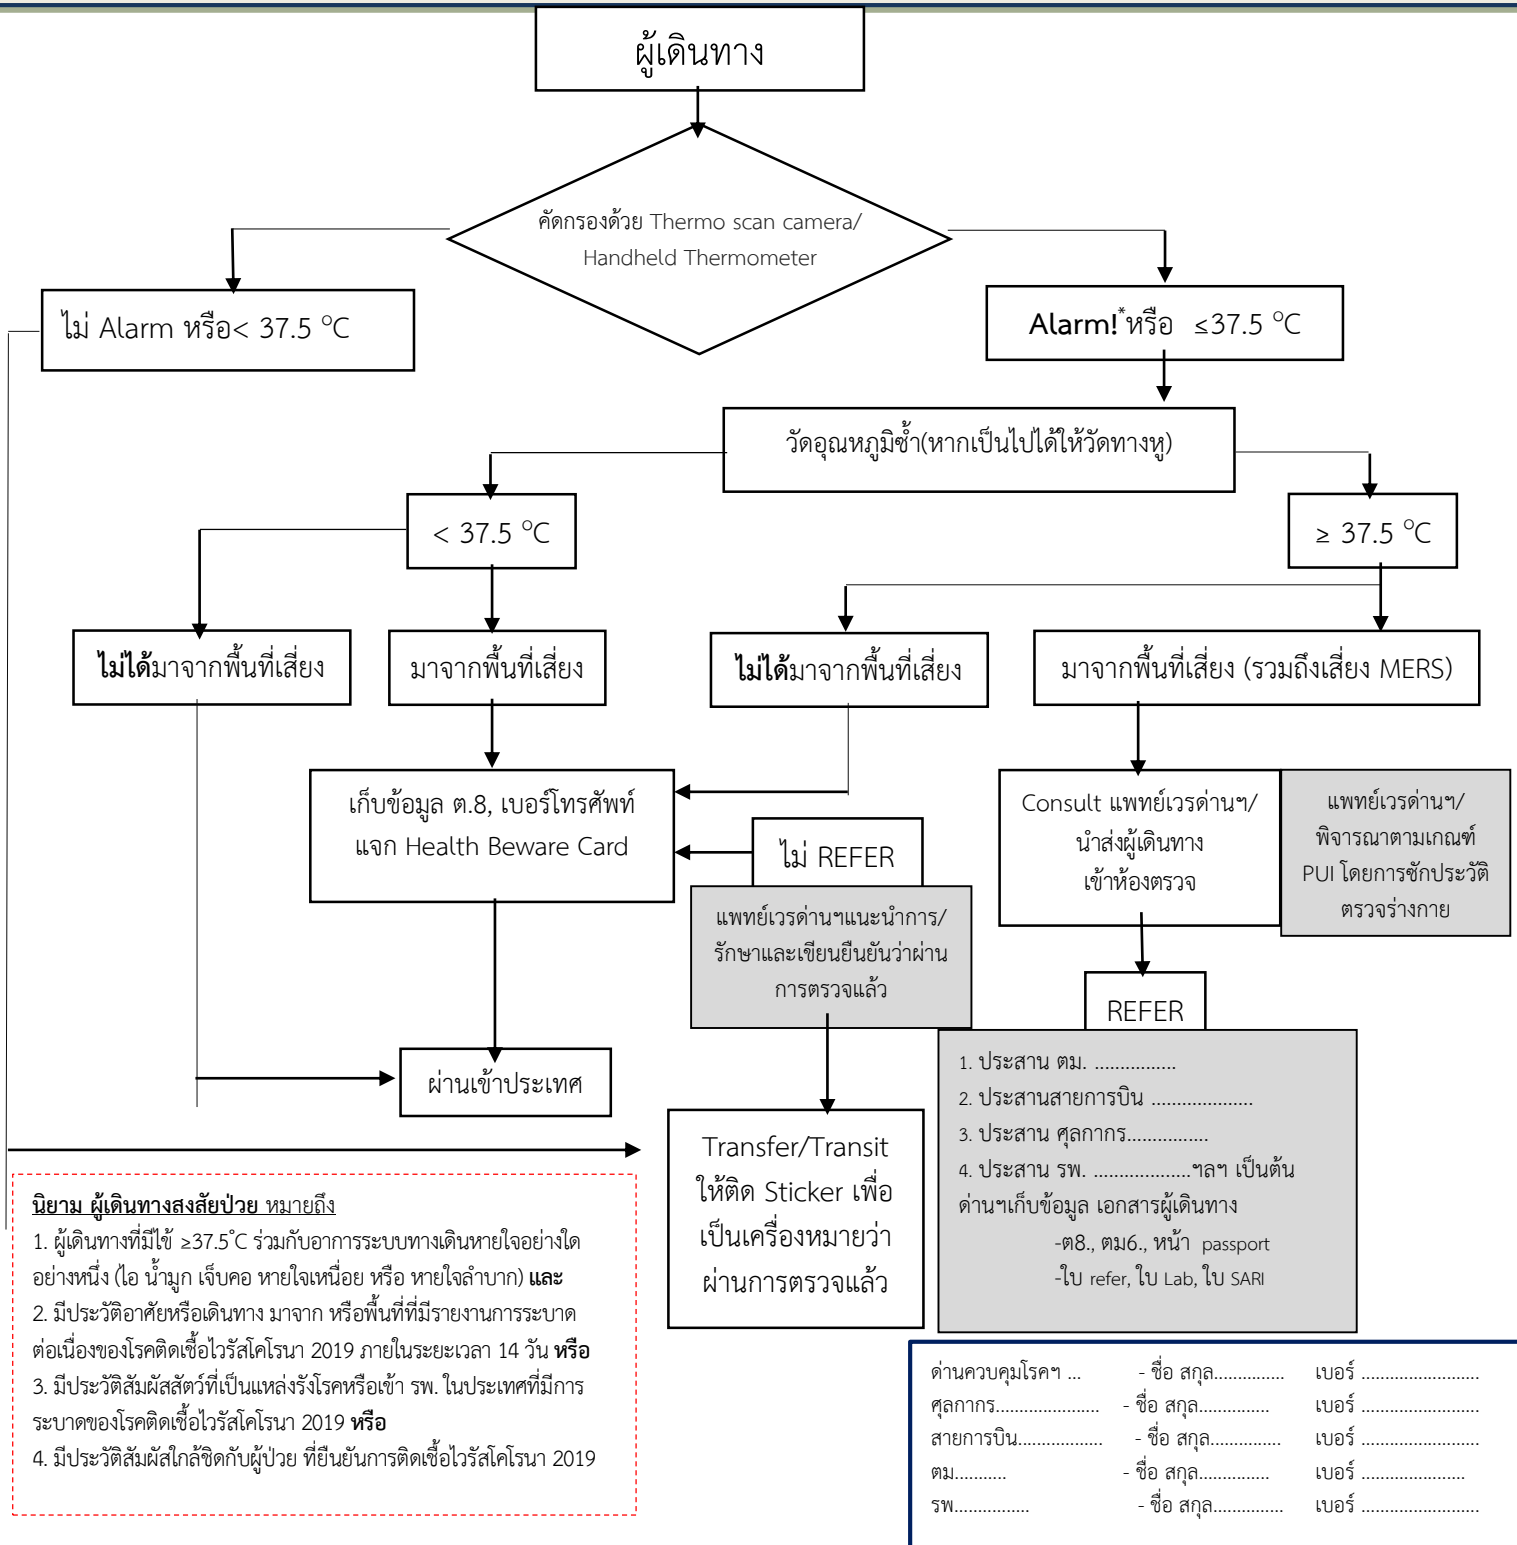 ผู้เดินทาง
คัดกรองด้วย Thermo scan camera/
Handheld Thermometer
ไม่ Alarm หรือ< 37.5 °C
Alarm!*หรือ ≤37.5 °C
วัดอุณหภูมิซ้ำ(หากเป็นไปได้ให้วัดทางหู)
< 37.5 °C
≥ 37.5 °C
ไม่ได้มาจากพื้นที่เสี่ยง
มาจากพื้นที่เสี่ยง
ไม่ได้มาจากพื้นที่เสี่ยง
มาจากพื้นที่เสี่ยง (รวมถึงเสี่ยง MERS)
เก็บข้อมูล ต.8, เบอร์โทรศัพท์
แจก Health Beware Card
ไม่ REFER
แพทย์เวรด่านฯแนะนำการ/
รักษาและเขียนยืนยันว่าผ่าน
การตรวจแล้ว
Consult แพทย์เวรด่านฯ/
นำส่งผู้เดินทาง
เข้าห้องตรวจ
แพทย์เวรด่านฯ/
พิจารณาตามเกณฑ์
PUI โดยการซักประวัติ
ตรวจร่างกาย
REFER
1. ประสาน ตม. ................
2. ประสานสายการบิน ....................
3. ประสาน ศุลกากร................
4. ประสาน รพ. ...................ฯลฯ เป็นต้น
ด่านฯเก็บข้อมูล เอกสารผู้เดินทาง
-ต8., ตม6., หน้า passport
-ใบ refer, ใบ Lab, ใบ SARI
ผ่านเข้าประเทศ
Transfer/Transit
ให้ติด Sticker เพื่อ
เป็นเครื่องหมายว่า
ผ่านการตรวจแล้ว
นิยาม ผู้เดินทางสงสัยป่วย หมายถึง
1. ผู้เดินทางที่มีไข้ ≥37.5°C ร่วมกับอาการระบบทางเดินหายใจอย่างใด
อย่างหนึ่ง (ไอ น้ำมูก เจ็บคอ หายใจเหนื่อย หรือ หายใจลำบาก) และ
2. มีประวัติอาศัยหรือเดินทาง มาจาก หรือพื้นที่ที่มีรายงานการระบาด
ต่อเนื่องของโรคติดเชื้อไวรัสโคโรนา 2019 ภายในระยะเวลา 14 วัน หรือ
3. มีประวัติสัมผัสสัตว์ที่เป็นแหล่งรังโรคหรือเข้า รพ. ในประเทศที่มีการ
ระบาดของโรคติดเชื้อไวรัสโคโรนา 2019 หรือ
4. มีประวัติสัมผัสใกล้ชิดกับผู้ป่วย ที่ยืนยันการติดเชื้อไวรัสโคโรนา 2019
ด่านควบคุมโรคฯ ... - ชื่อ สกุล............... เบอร์ .........................
ศุลกากร...................... - ชื่อ สกุล............... เบอร์ .........................
สายการบิน.................. - ชื่อ สกุล............... เบอร์ .........................
ตม........... - ชื่อ สกุล............... เบอร์ ......................
รพ................ - ชื่อ สกุล............... เบอร์ .........................